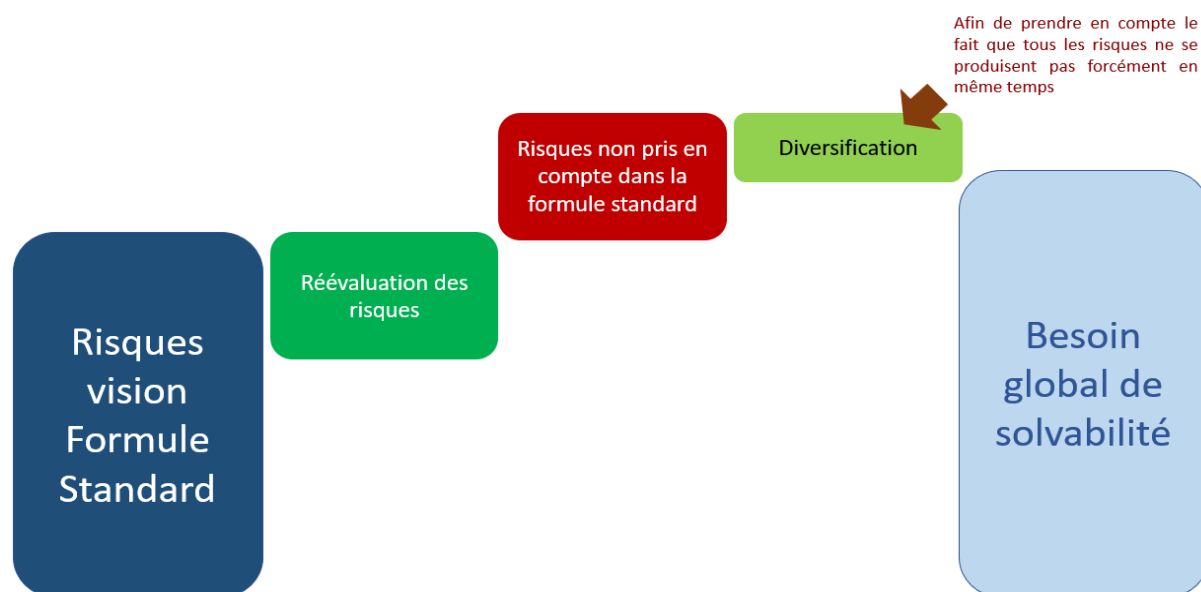 Afin de prendre en compte le
fait que tous les risques ne se
produisent pas forcément en
même temps
Risques non pris en
compte dans la
formule standard
Diversification
Réévaluation des
risques
Risques
vision
Formule
Standard
Besoin
global de
solvabilité